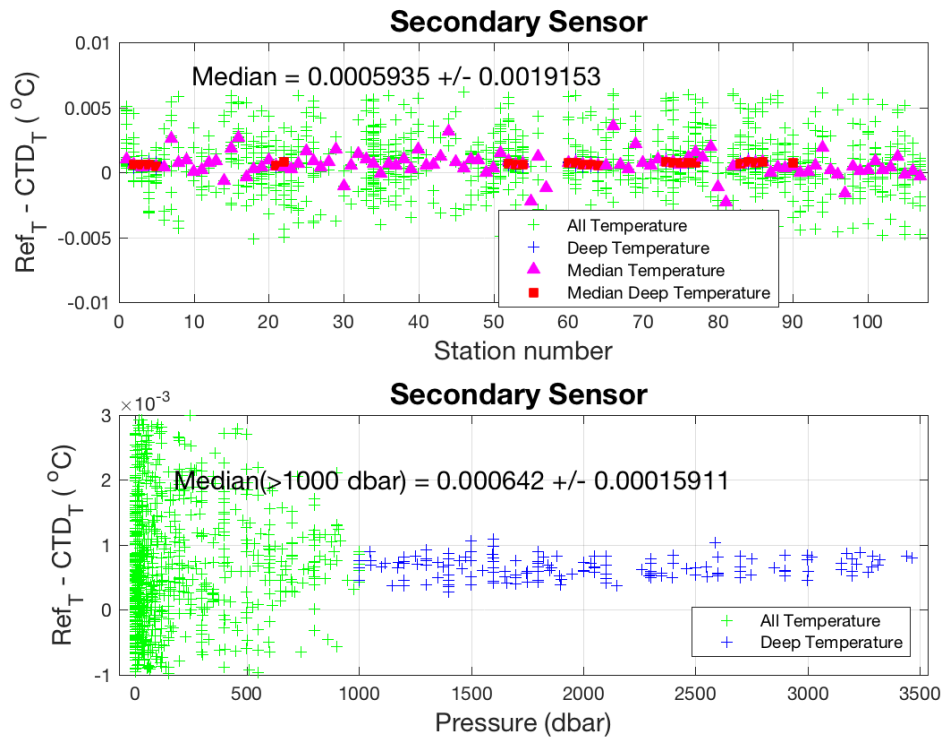 Secondary Sensor
0.01
0.005
0
-0.005
-0.01
Ref_T - CTD_T ( ^oC)
Median = 0.0005935 +/- 0.0019153
All Temperature
Deep Temperature
Median Temperature
Median Deep Temperature
0 10 20 30 40 50 60 70 80 90 100
Station number
Secondary Sensor
×10^-3
3
2
1
0
-1
Ref_T - CTD_T ( ^oC)
Median(>1000 dbar) = 0.000642 +/- 0.00015911
All Temperature
Deep Temperature
0 500 1000 1500 2000 2500 3000 3500
Pressure (dbar)